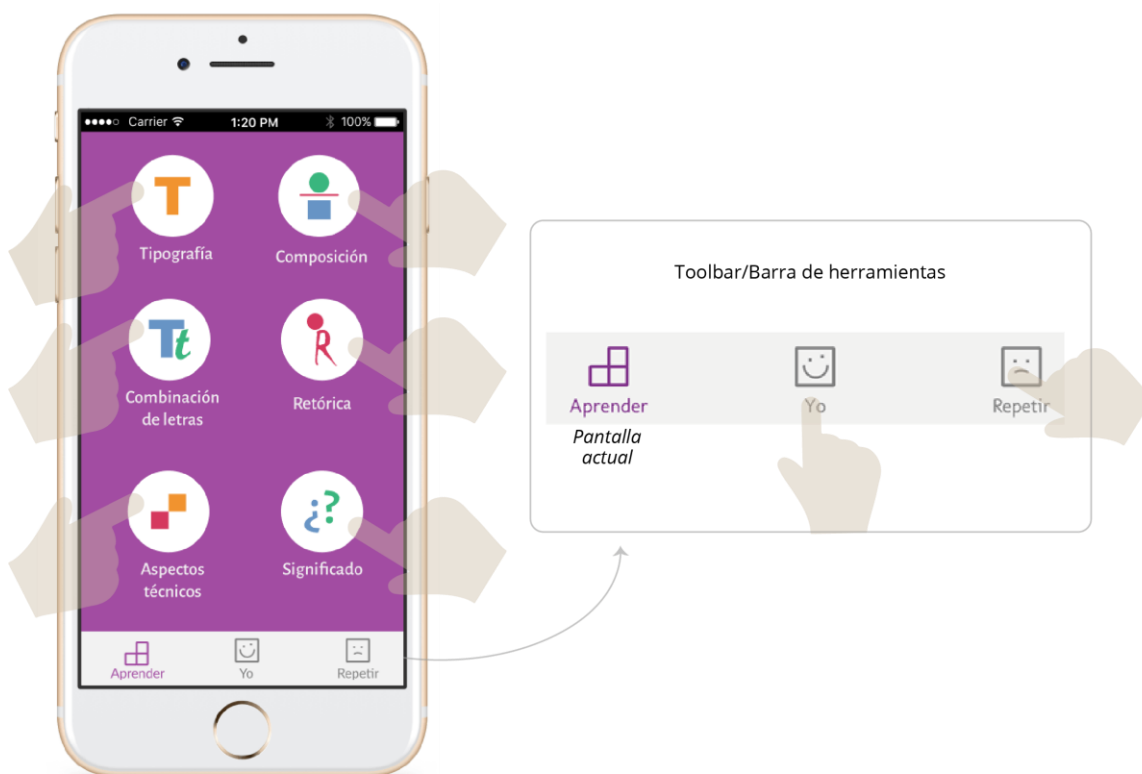 Carrier 1:20 PM 100%
T
Tipografía
Composición
Tt
Combinación
de letras
R
Retórica
Aspectos
técnicos
¿?
Significado
Aprender Yo Repetir
Toolbar/Barra de herramientas
Aprender Yo Repetir
Pantalla
actual